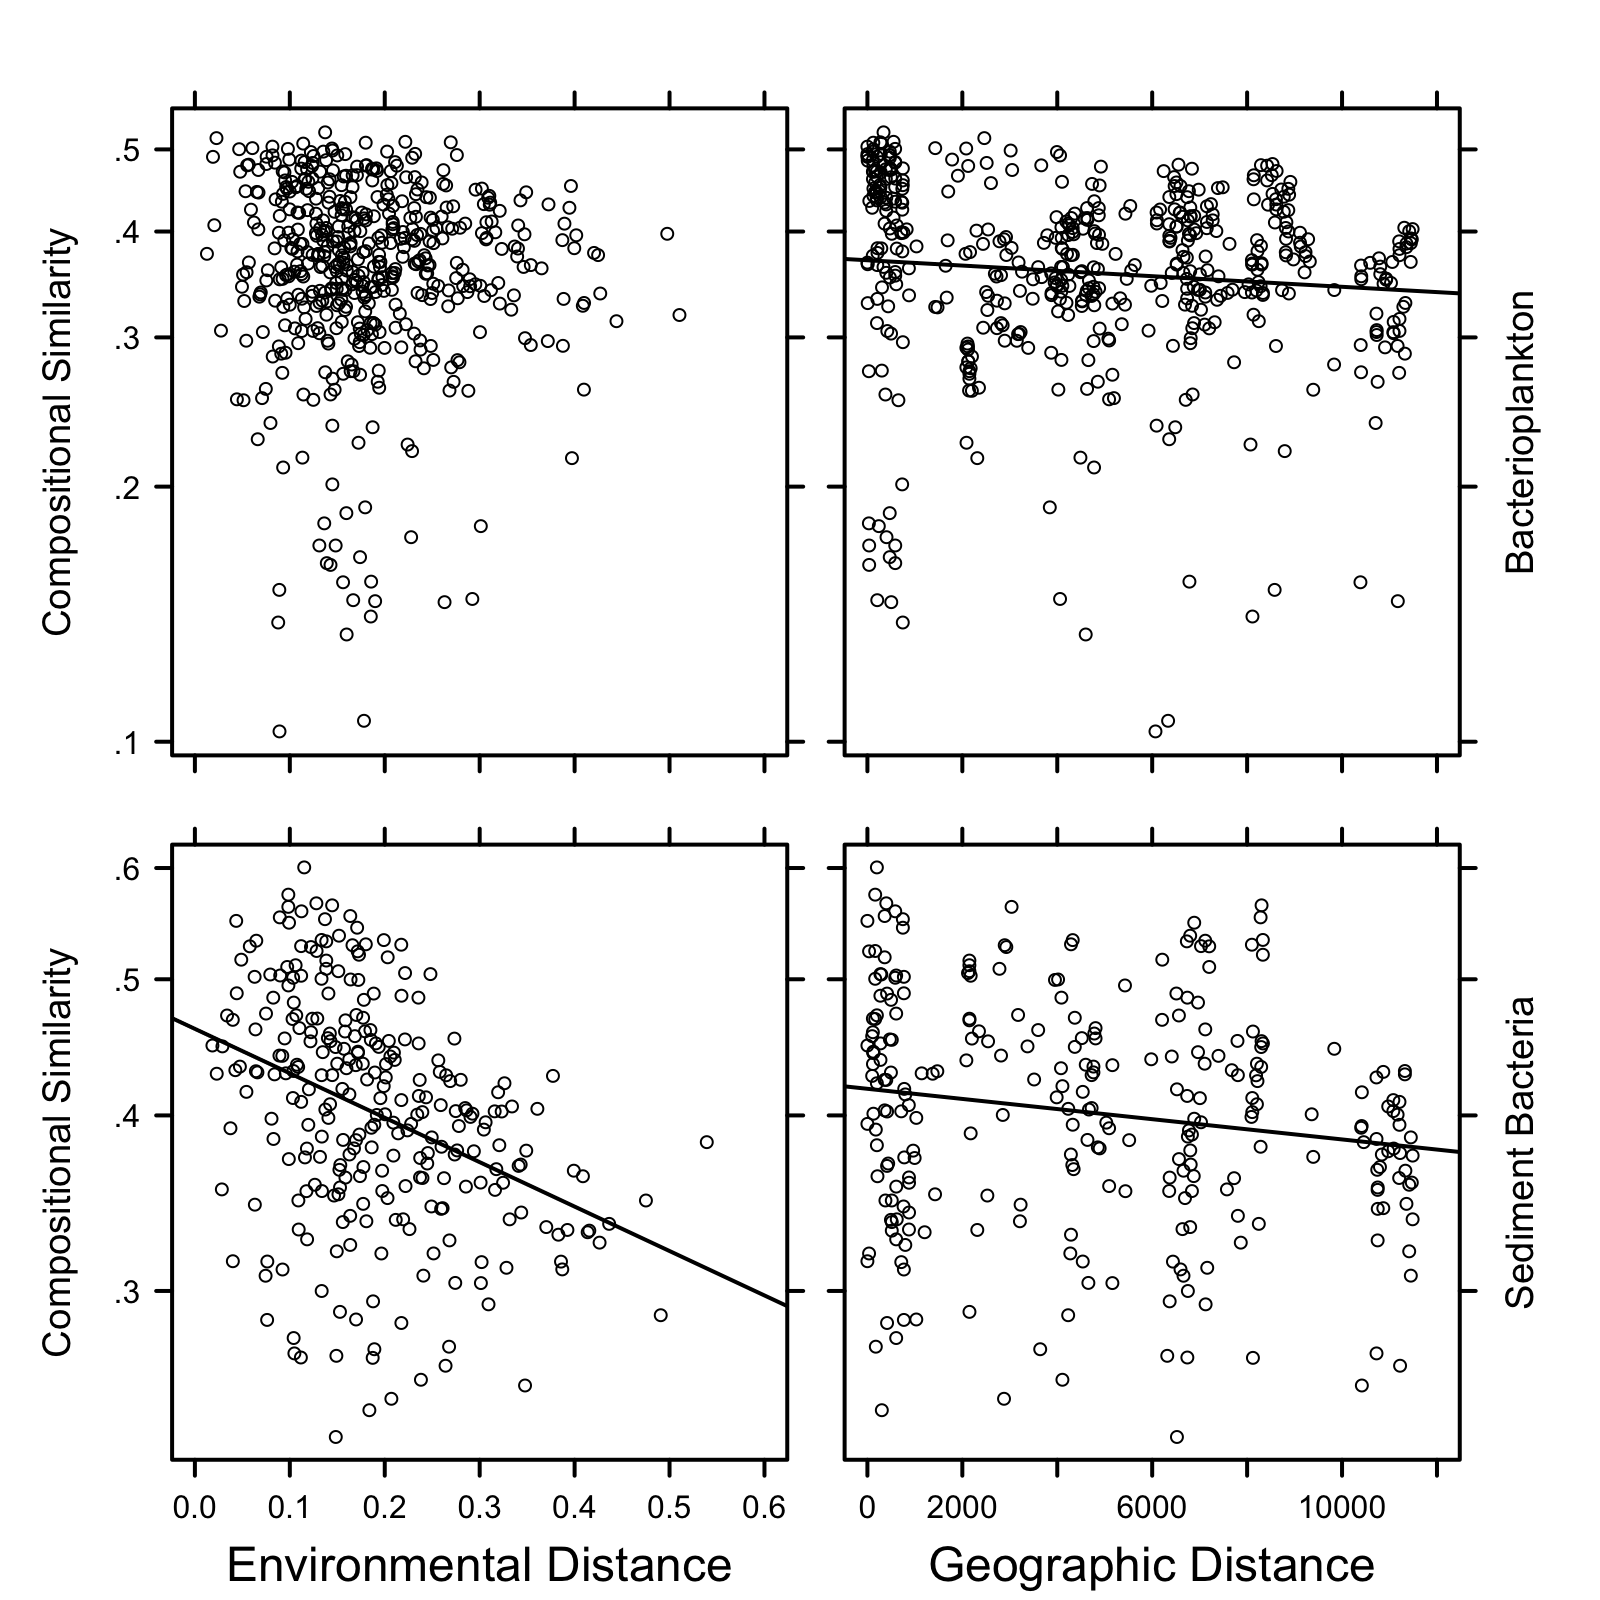 .5
.4
.3
.2
.1
Compositional Similarity
Bacterioplankton
.6
.5
.4
.3
Compositional Similarity
Sediment Bacteria
0.0 0.1 0.2 0.3 0.4 0.5 0.6
0 2000 6000 10000
Environmental Distance
Geographic Distance